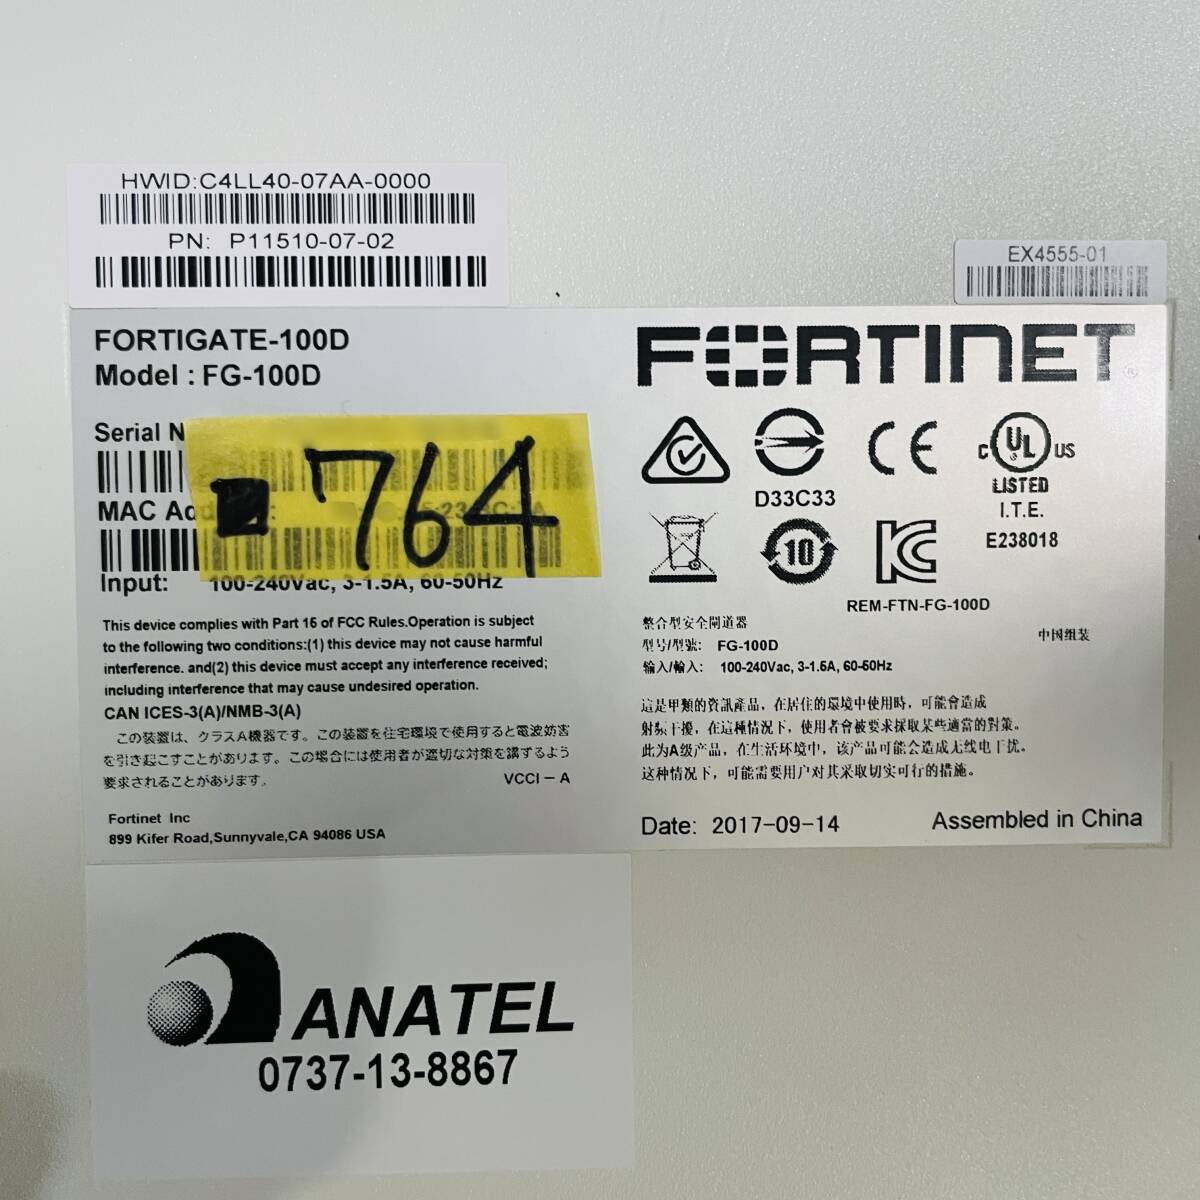 HWID:C4LL40-07AA-0000
PN: P11510-07-02
EX4555-01
FORTIGATE-100D
Model : FG-100D
Serial N
MAC Ad
■-764
Input: 100-240Vac, 3-1.5A, 60-50Hz
This device complies with Part 16 of FCC Rules.Operation is subject
to the following two conditions:(1) this device may not cause harmful
interference. and(2) this device must accept any interference received;
including interference that may cause undesired operation.
CAN ICES-3(A)/NMB-3(A)
この装置は、クラスA機器です。この装置を住宅環境で使用すると電波妨害
を引き起こすことがあります。この場合には使用者が適切な対策を講ずるよう
要求されることがあります。
VCCI-A
Fortinet Inc
899 Kifer Road,Sunnyvale,CA 94086 USA
FORTINET®
D33C33
CE
C UL US
LISTED
I.T.E.
E238018
10
KC
REM-FTN-FG-100D
整合型安全閘道器
型号/型號: FG-100D
中国组装
输入/輸入: 100-240Vac, 3-1.5A, 60-50Hz
這是甲類的資訊產品，在居住的環境中使用時，可能會造成
射頻干擾，在這種情況下，使用者會被要求採取某些適當的對策。
此为A级产品，在生活环境中，该产品可能会造成无线电干扰。
这种情况下，可能需要用户对其采取切实可行的措施。
Date: 2017-09-14
Assembled in China
ANATEL
0737-13-8867